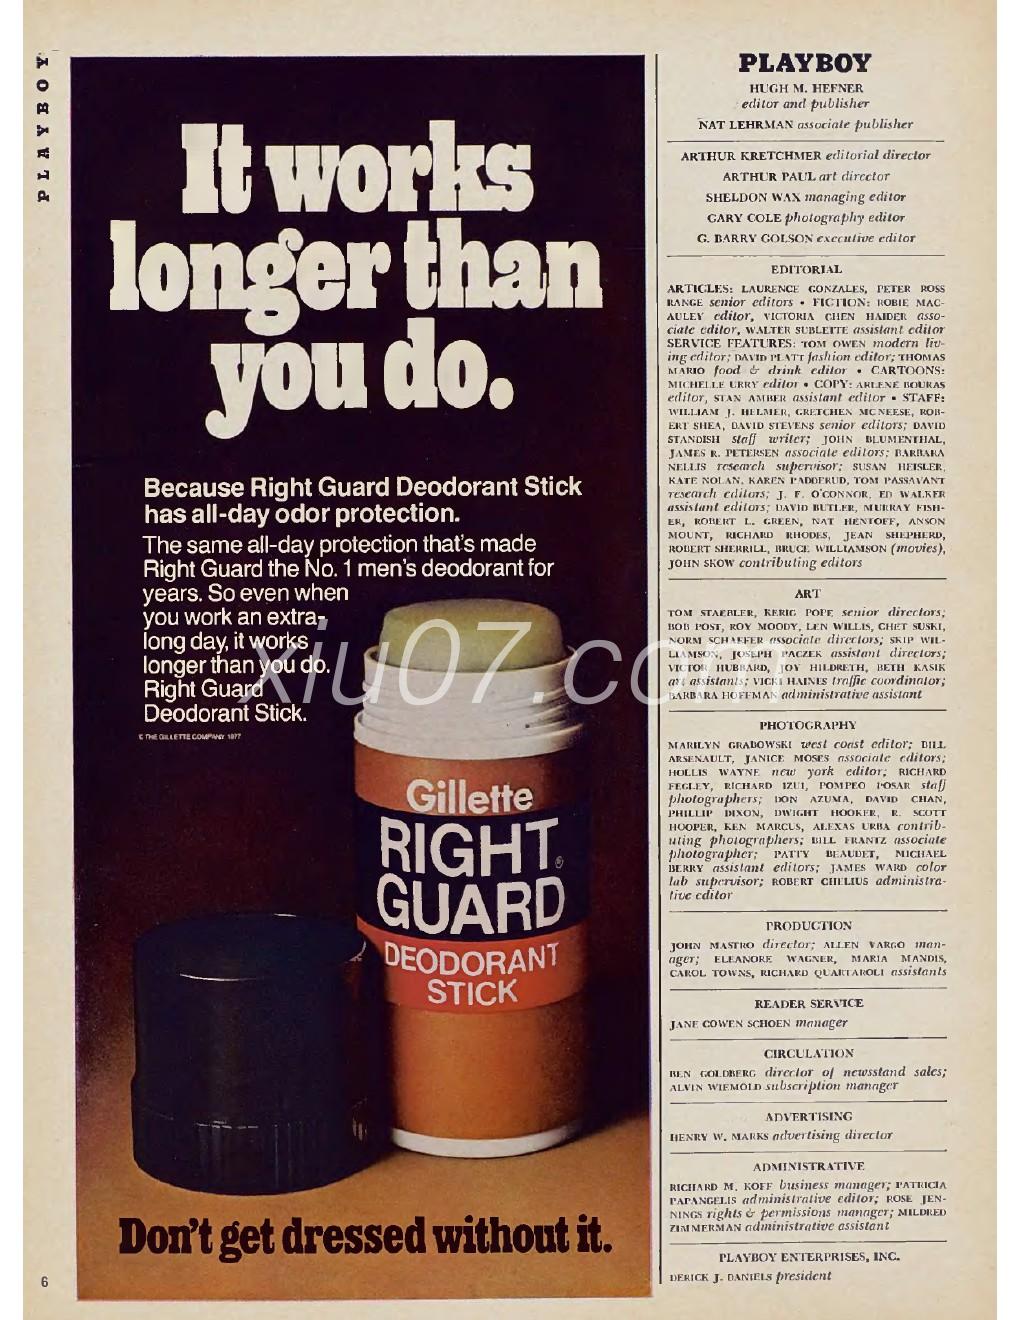 PLAYBOY
It works
longer than
you do.
Because Right Guard Deodorant Stick
has all-day odor protection.
The same all-day protection that's made
Right Guard the No. 1 men's deodorant for
years. So even when
you work an extra-
long day, it works
longer than you do.
Right Guard
Deodorant Stick.
© THE GILLETTE COMPANY 1977
Gillette
RIGHT
GUARD®
DEODORANT
STICK
Don't get dressed without it.
6
xiu07.com
PLAYBOY
HUGH M. HEFNER
editor and publisher
NAT LEHRMAN associate publisher
ARTHUR KRETCHMER editorial director
ARTHUR PAUL art director
SHELDON WAX managing editor
GARY COLE photography editor
G. BARRY GOLSON executive editor
EDITORIAL
ARTICLES: LAURENCE GONZALES, PETER ROSS
RANGE senior editors • FICTION: ROBIE MAC-
AULEY editor, VICTORIA CHEN HAIDER asso-
ciate editor, WALTER SUBLETTE assistant editor
SERVICE FEATURES: TOM OWEN modern liv-
ing editor; DAVID PLATT fashion editor; THOMAS
MARIO food & drink editor • CARTOONS:
MICHELLE URRY editor • COPY: ARLENE BOURAS
editor, STAN AMBER assistant editor • STAFF:
WILLIAM J. HELMER, GRETCHEN MCNEESE, ROB-
ERT SHEA, DAVID STEVENS senior editors; DAVID
STANDISH staff writer; JOHN BLUMENTHAL,
JAMES R. PETERSEN associate editors; BARBARA
NELLIS research supervisor; SUSAN HEISLER,
KATE NOLAN, KAREN PADDERUD, TOM PASSAVANT
research editors; J. F. O'CONNOR, ED WALKER
assistant editors; DAVID BUTLER, MURRAY FISH-
ER, ROBERT L. GREEN, NAT HENTOFF, ANSON
MOUNT, RICHARD RHODES, JEAN SHEPHERD,
ROBERT SHERRILL, BRUCE WILLIAMSON (movies),
JOHN SKOW contributing editors
ART
TOM STAEBLER, KERIG POPE senior directors;
BOB POST, ROY MOODY, LEN WILLIS, CHET SUSKI,
NORM SCHAEFER associate directors; SKIP WIL-
LIAMSON, JOSEPH PACZEK assistant directors;
VICTOR HUBBARD, JOY HILDRETH, BETH KASIK
art assistants; VICKI HAINES traffic coordinator;
BARBARA HOFFMAN administrative assistant
PHOTOGRAPHY
MARILYN GRABOWSKI west coast editor; BILL
ARSENAULT, JANICE MOSES associate editors;
HOLLIS WAYNE new york editor; RICHARD
FEGLEY, RICHARD IZUI, POMPEO POSAR staff
photographers; DON AZUMA, DAVID CHAN,
PHILLIP DIXON, DWIGHT HOOKER, R. SCOTT
HOOPER, KEN MARCUS, ALEXAS URBA contrib-
uting photographers; BILL FRANTZ associate
photographer; PATTY BEAUDET, MICHAEL
BERRY assistant editors; JAMES WARD color
lab supervisor; ROBERT CHELIUS administra-
tive editor
PRODUCTION
JOHN MASTRO director; ALLEN VARGO man-
ager; ELEANORE WAGNER, MARIA MANDIS,
CAROL TOWNS, RICHARD QUARTAROLI assistants
READER SERVICE
JANE COWEN SCHOEN manager
CIRCULATION
BEN GOLDBERG director of newsstand sales;
ALVIN WIEMOLD subscription manager
ADVERTISING
HENRY W. MARKS advertising director
ADMINISTRATIVE
RICHARD M. KOFF business manager; PATRICIA
PAPANGELIS administrative editor; ROSE JEN-
NINGS rights & permissions manager; MILDRED
ZIMMERMAN administrative assistant
PLAYBOY ENTERPRISES, INC.
DERICK J. DANIELS president